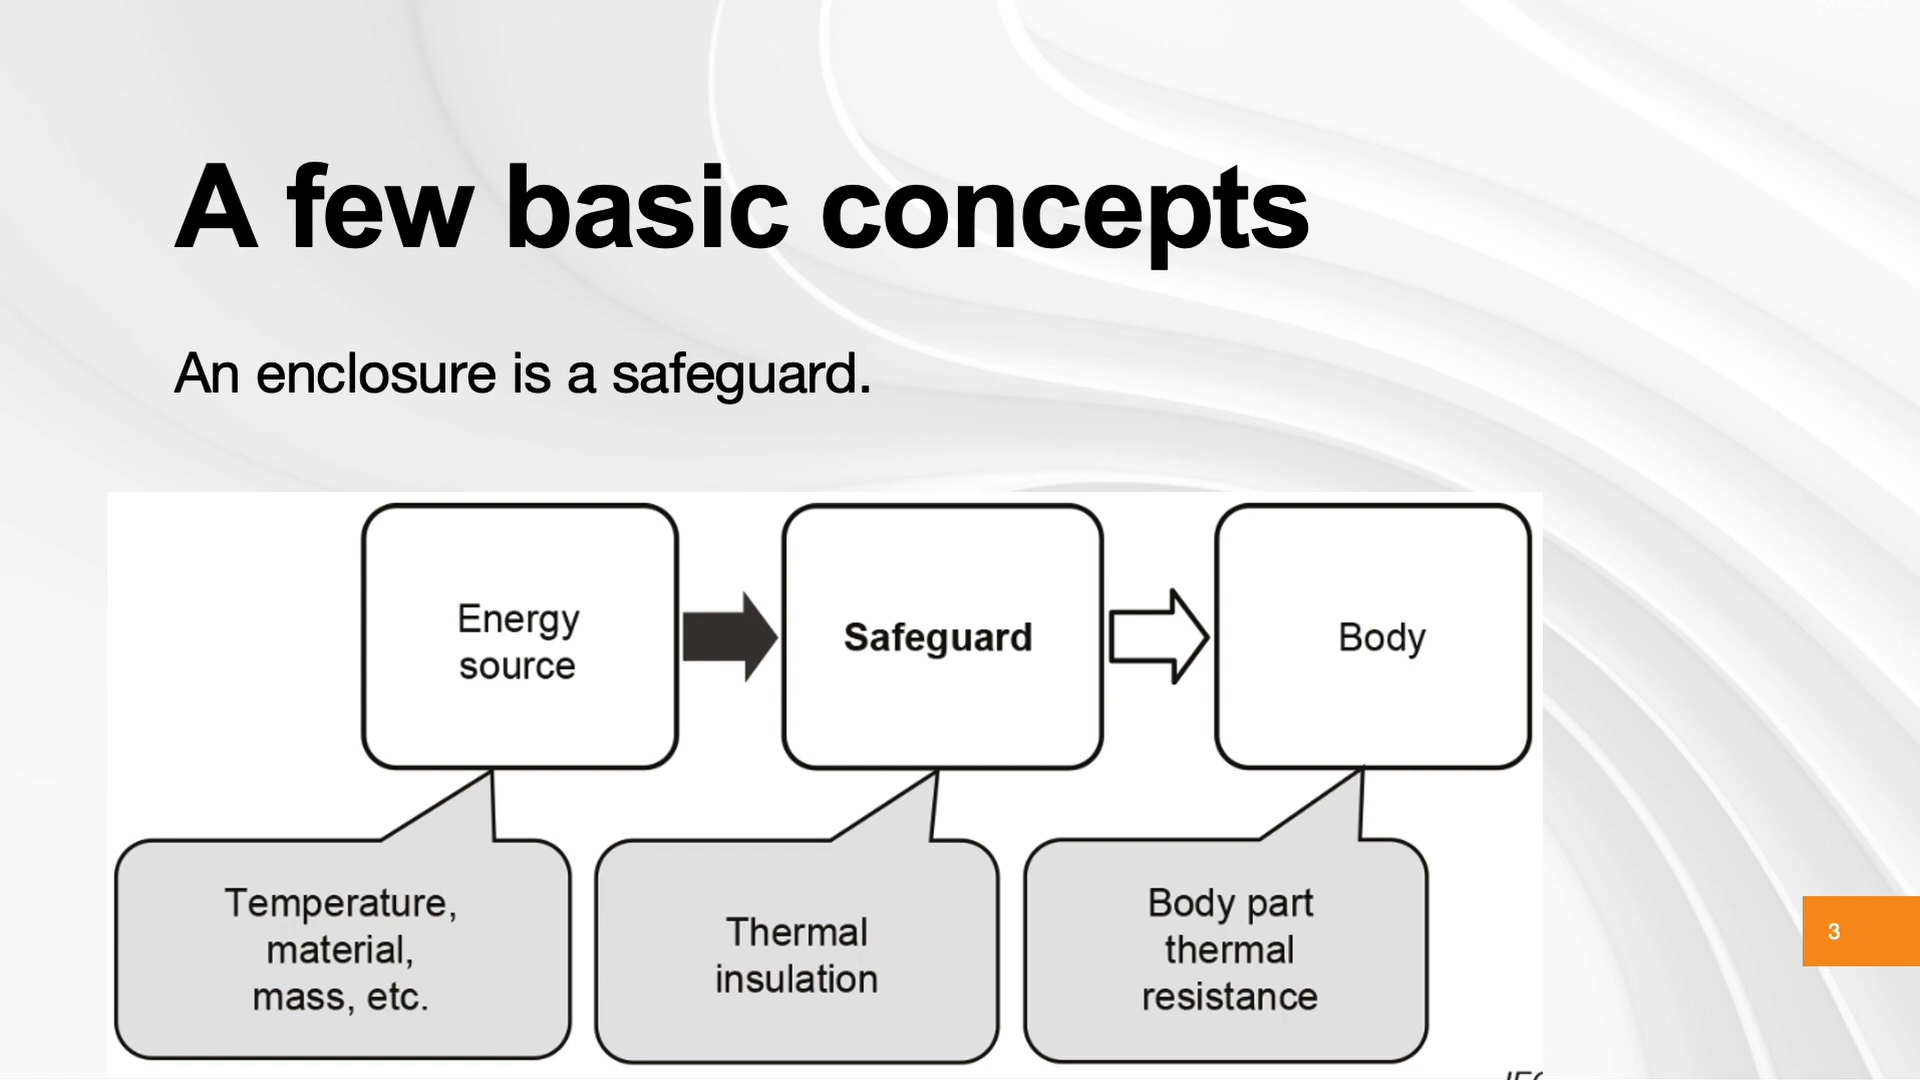 A few basic concepts
An enclosure is a safeguard.
Energy
source
Safeguard
Body
Temperature,
material,
mass, etc.
Thermal
insulation
Body part
thermal
resistance
3